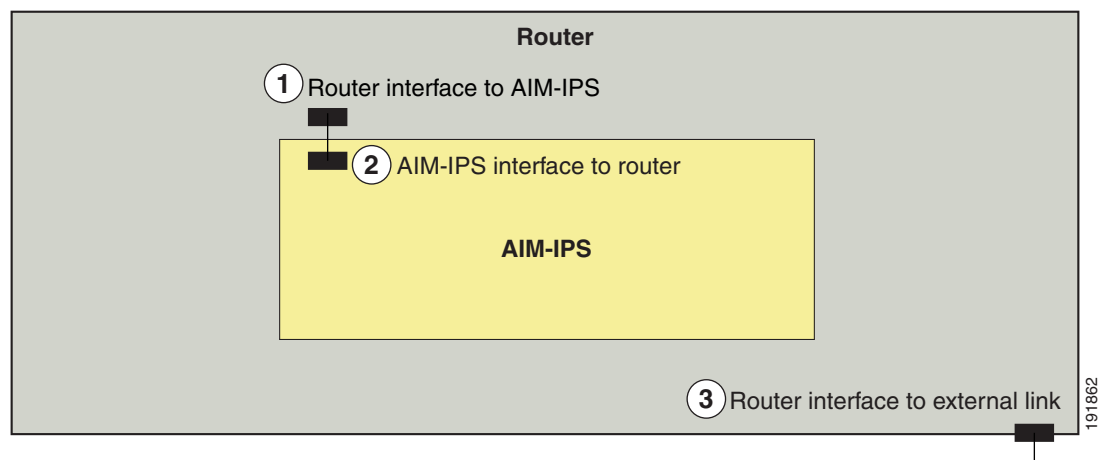 Router
1 Router interface to AIM-IPS
2 AIM-IPS interface to router
AIM-IPS
3 Router interface to external link
191862